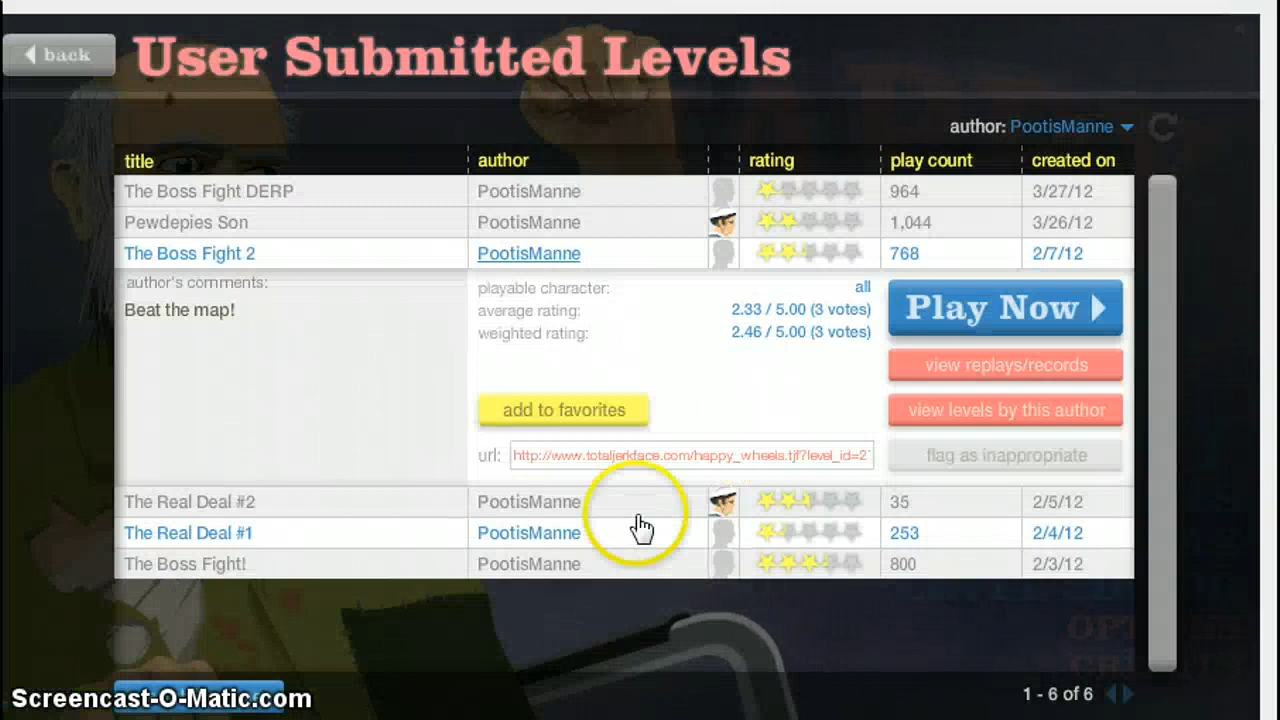 back
User Submitted Levels
author: PootisManne
title author rating play count created on
The Boss Fight DERP PootisManne 964 3/27/12
Pewdepies Son PootisManne 1,044 3/26/12
The Boss Fight 2 PootisManne 768 2/7/12
author's comments:
Beat the map!
playable character: all
average rating: 2.33 / 5.00 (3 votes)
weighted rating: 2.46 / 5.00 (3 votes)
Play Now
view replays/records
add to favorites
view levels by this author
url: http://www.totaljerkface.com/happy_wheels.tjf?level_id=2
flag as inappropriate
The Real Deal #2 PootisManne 35 2/5/12
The Real Deal #1 PootisManne 253 2/4/12
The Boss Fight! PootisManne 800 2/3/12
1 - 6 of 6
Screencast-O-Matic.com